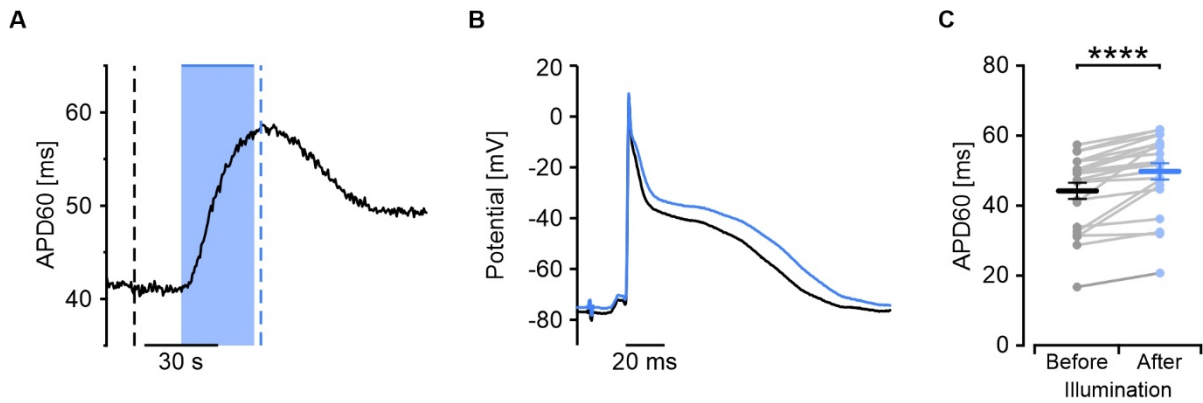 A
APD60 [ms]
60
50
40
30 s
B
Potential [mV]
20
0
-20
-40
-60
-80
20 ms
C
APD60 [ms]
80
60
40
20
0
****
Before After
Illumination